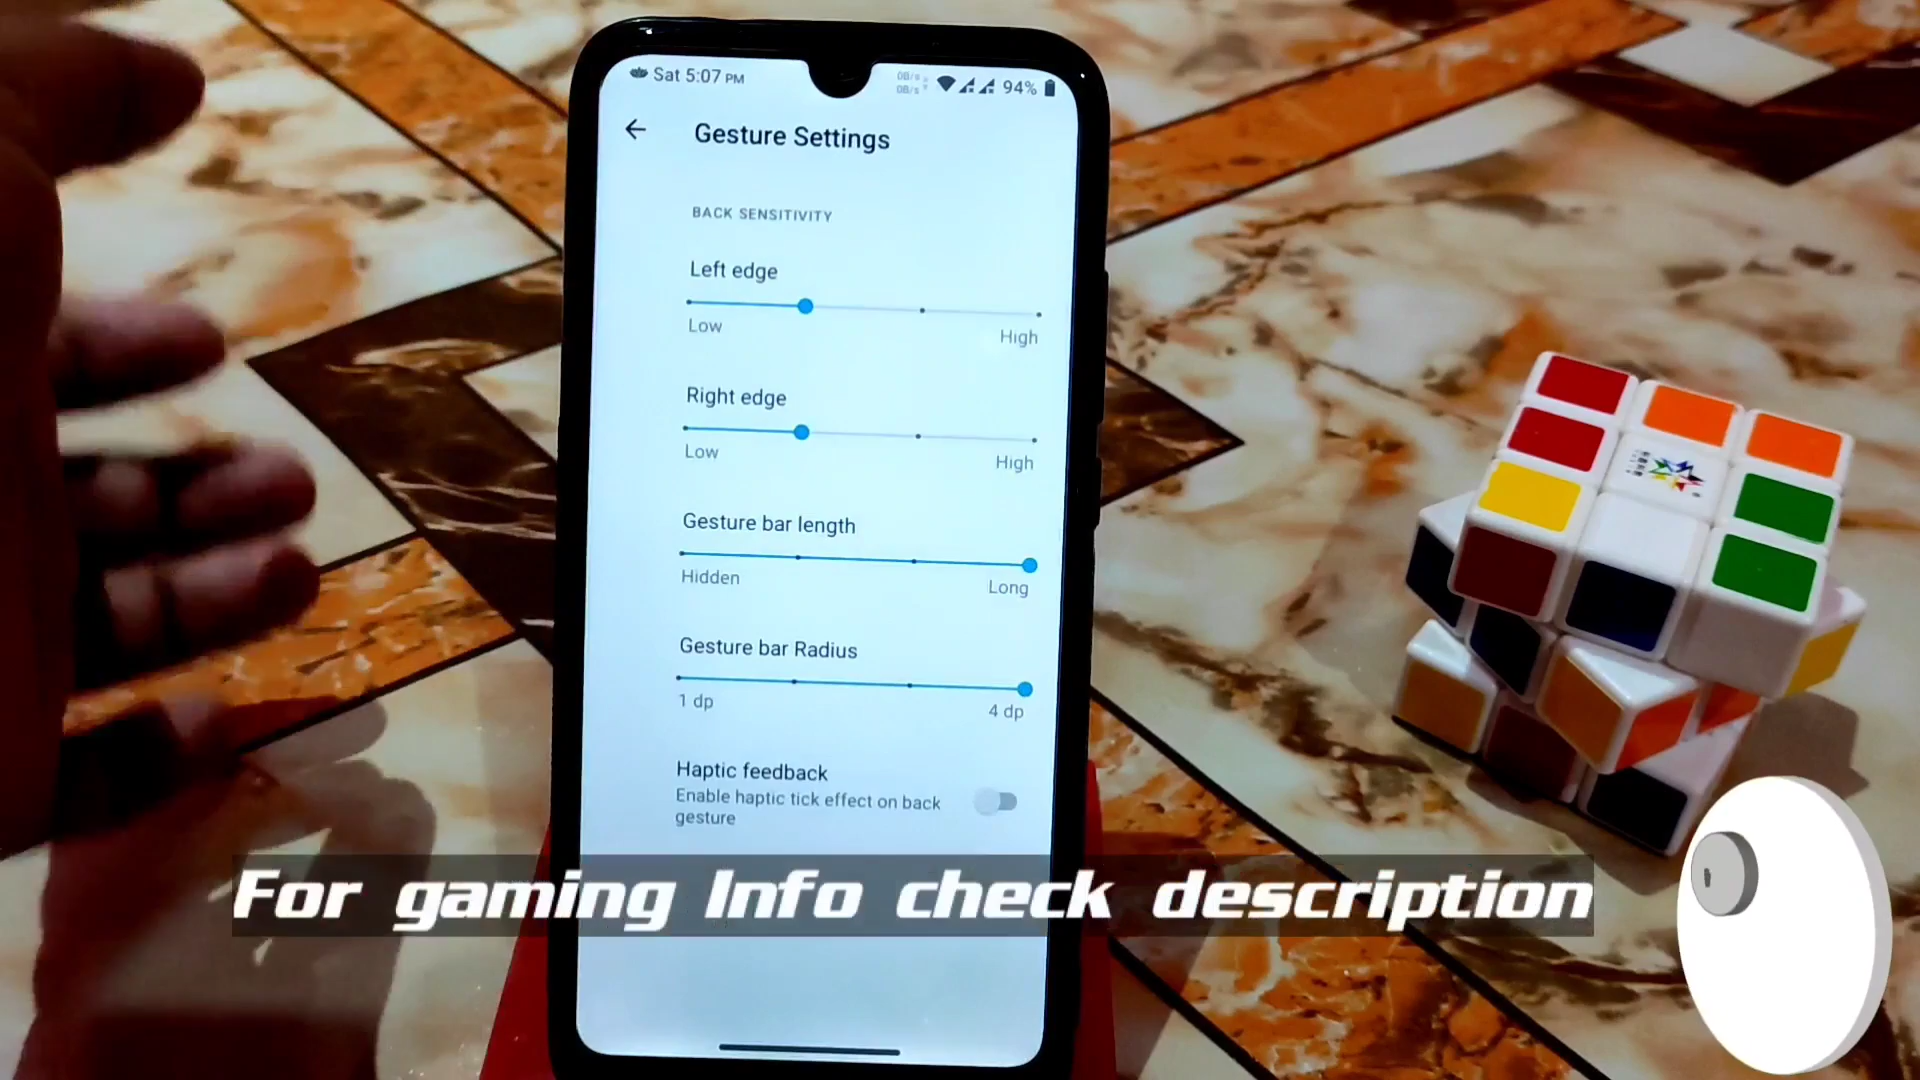 Sat 5:07 PM
0B/s
0B/s
94%
Gesture Settings
BACK SENSITIVITY
Left edge
Low
High
Right edge
Low
High
Gesture bar length
Hidden
Long
Gesture bar Radius
1 dp
4 dp
Haptic feedback
Enable haptic tick effect on back
gesture
For gaming Info check description